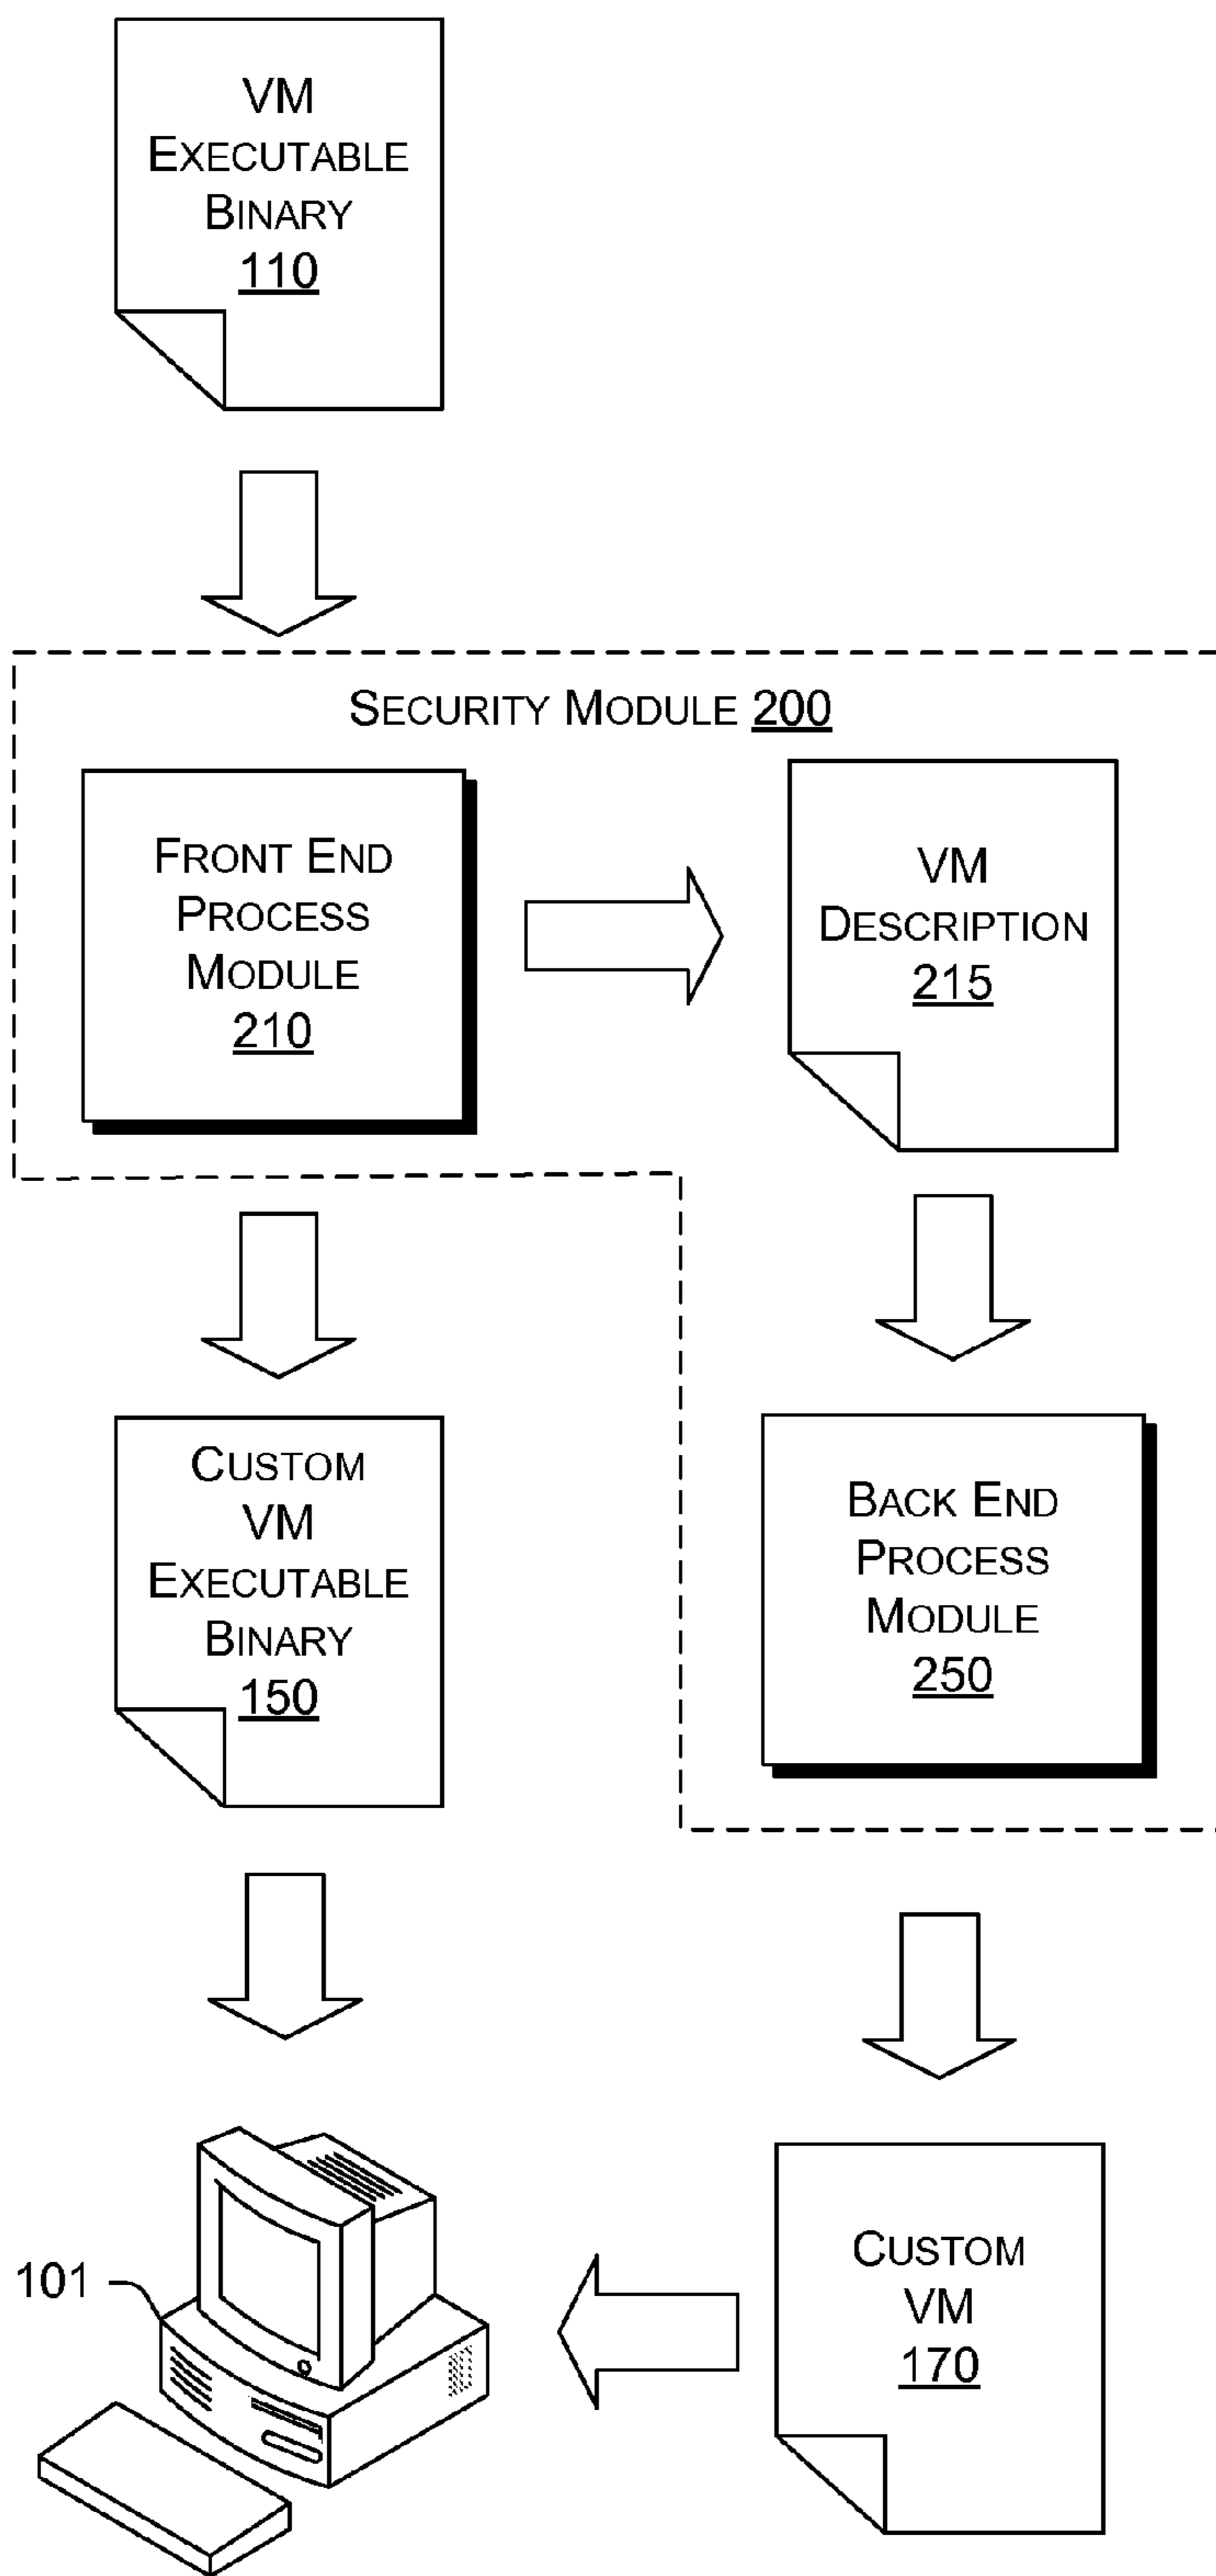 VM
EXECUTABLE
BINARY
110
SECURITY MODULE 200
FRONT END
PROCESS
MODULE
210
VM
DESCRIPTION
215
CUSTOM
VM
EXECUTABLE
BINARY
150
BACK END
PROCESS
MODULE
250
101
CUSTOM
VM
170